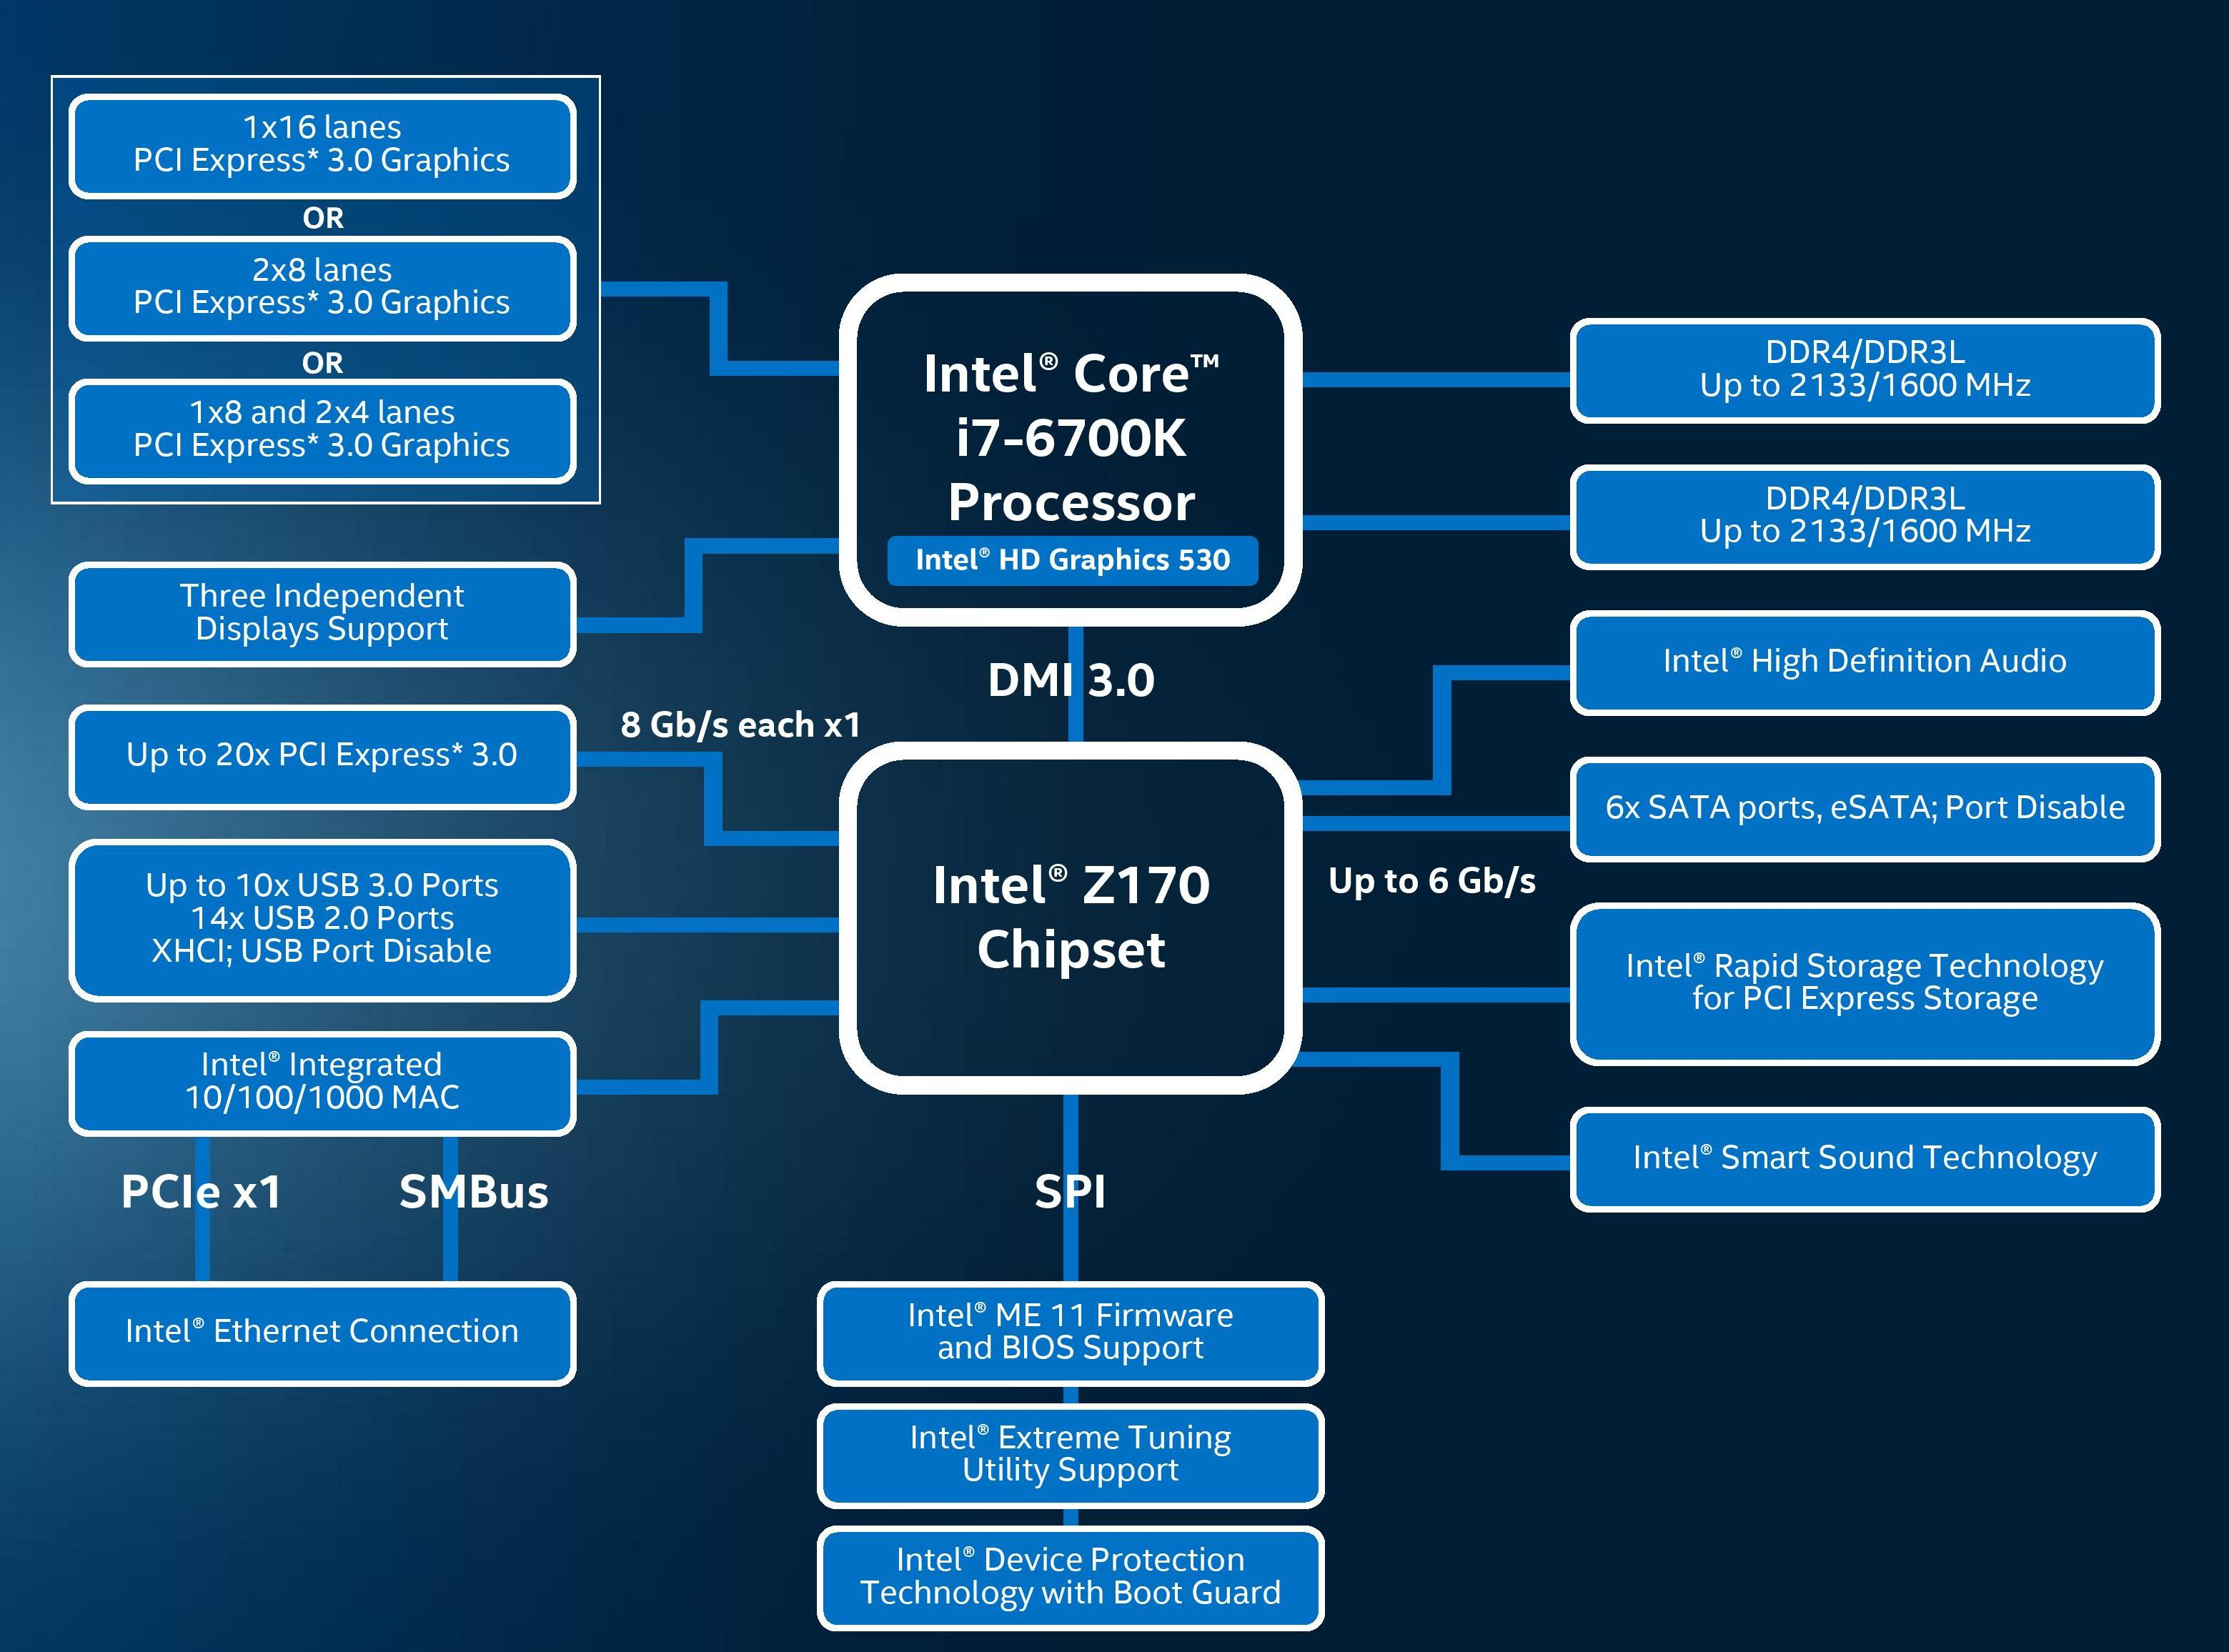 1x16 lanes
PCI Express* 3.0 Graphics
OR
2x8 lanes
PCI Express* 3.0 Graphics
OR
1x8 and 2x4 lanes
PCI Express* 3.0 Graphics
Three Independent
Displays Support
Up to 20x PCI Express* 3.0
8 Gb/s each x1
Up to 10x USB 3.0 Ports
14x USB 2.0 Ports
XHCI; USB Port Disable
Intel® Integrated
10/100/1000 MAC
PCIe x1
SMBus
Intel® Ethernet Connection
Intel® Core™
i7-6700K
Processor
Intel® HD Graphics 530
DMI 3.0
Intel® Z170
Chipset
SPI
Intel® ME 11 Firmware
and BIOS Support
Intel® Extreme Tuning
Utility Support
Intel® Device Protection
Technology with Boot Guard
DDR4/DDR3L
Up to 2133/1600 MHz
DDR4/DDR3L
Up to 2133/1600 MHz
Intel® High Definition Audio
6x SATA ports, eSATA; Port Disable
Up to 6 Gb/s
Intel® Rapid Storage Technology
for PCI Express Storage
Intel® Smart Sound Technology